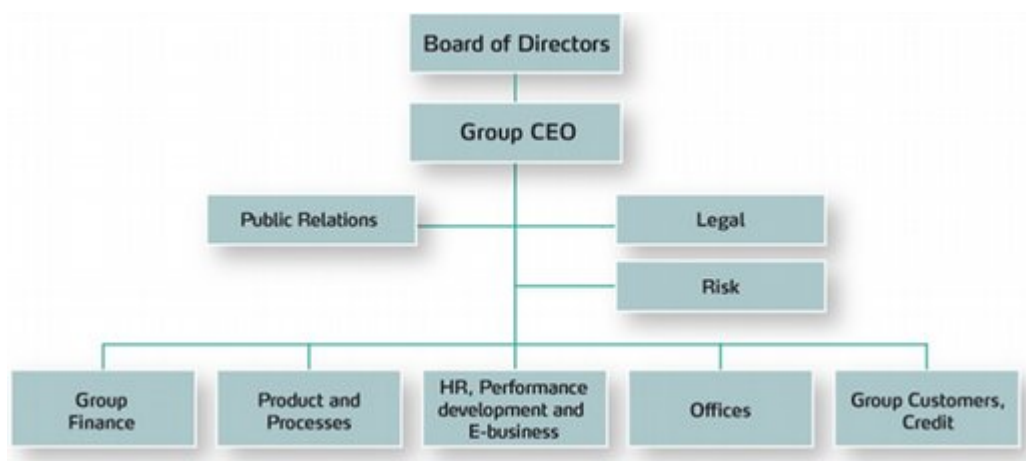 Board of Directors
Group CEO
Public Relations
Legal
Risk
Group
Finance
Product and
Processes
HR, Performance
development and
E-business
Offices
Group Customers,
Credit